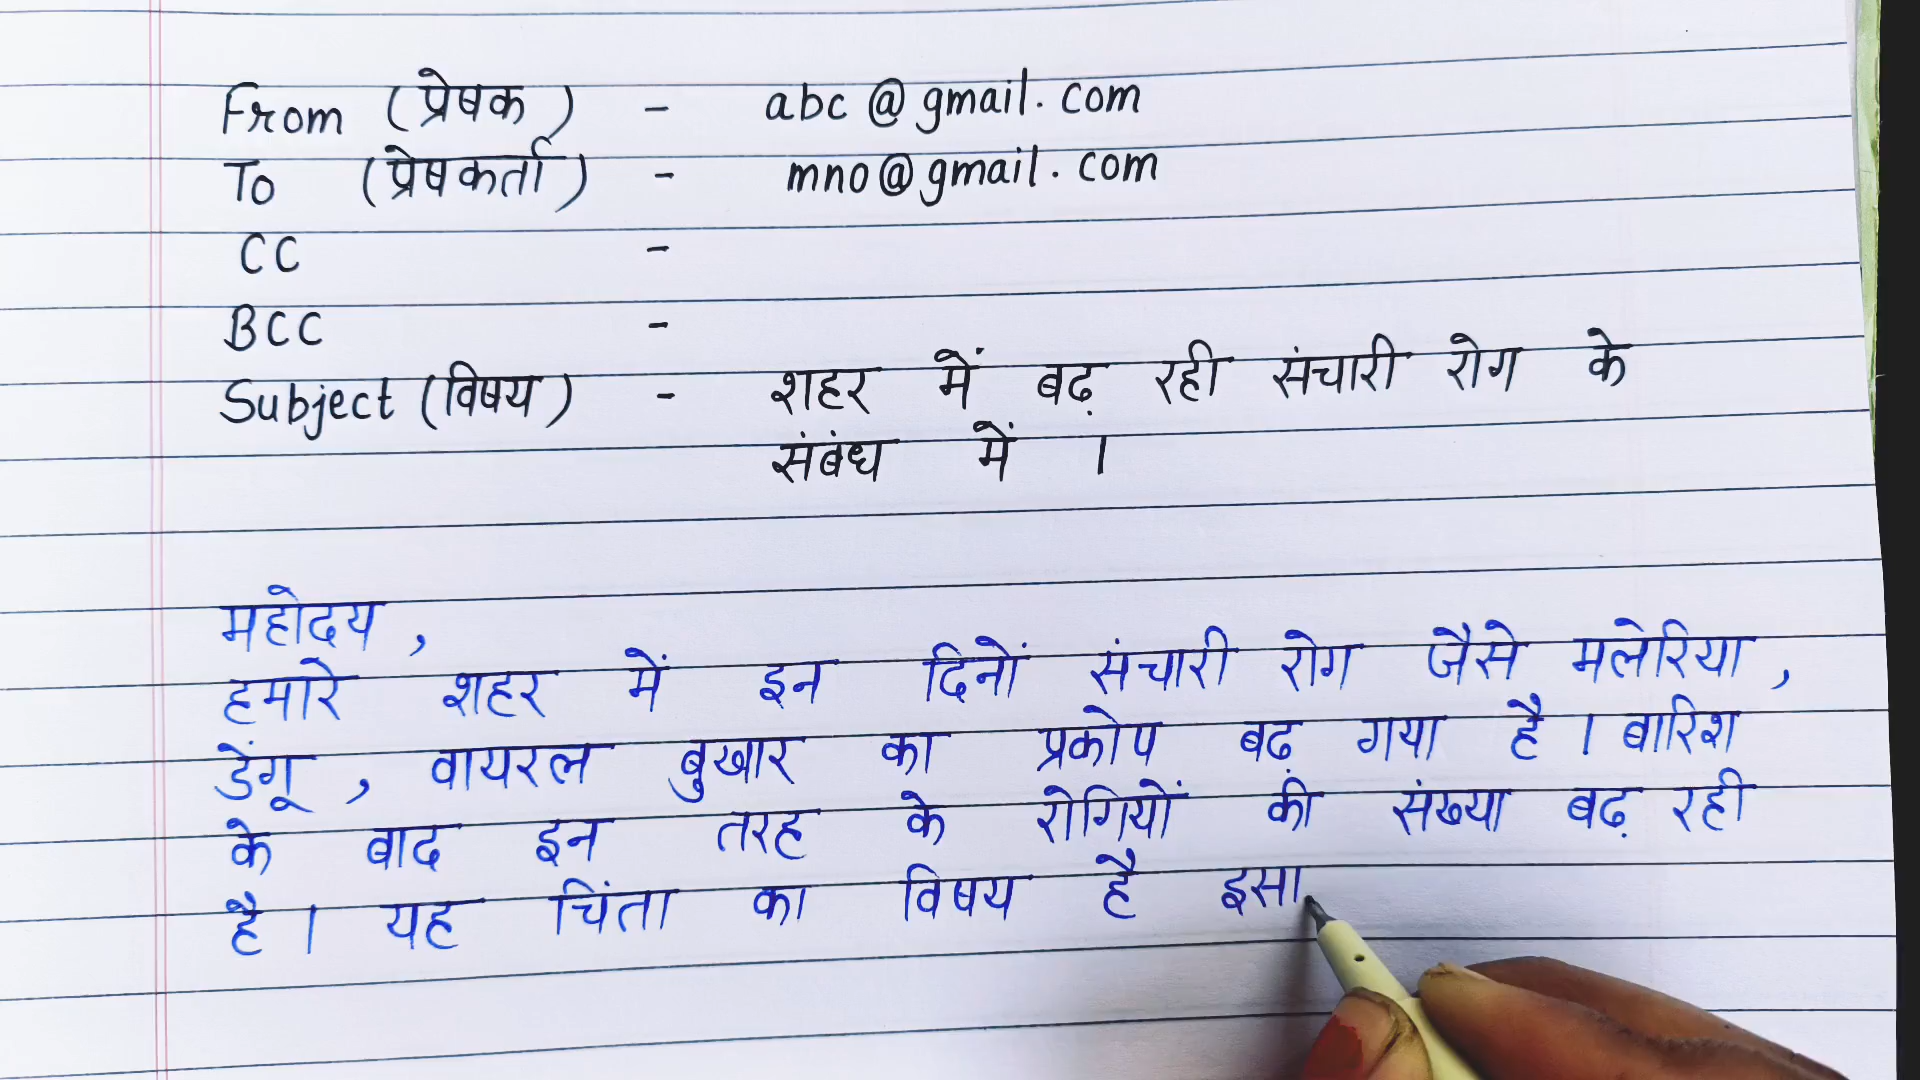 From (प्रेषक) - abc@gmail.com
To (प्रेषकर्ता) - mno@gmail.com
CC -
BCC -
Subject (विषय) - शहर में बढ़ रही संचारी रोग के
संबंध में ।
महोदय,
हमारे शहर में इन दिनों संचारी रोग जैसे मलेरिया,
डेंगू, वायरल बुखार का प्रकोप बढ़ गया है । बारिश
के बाद इन तरह के रोगियों की संख्या बढ़ रही
है । यह चिंता का विषय है इसा